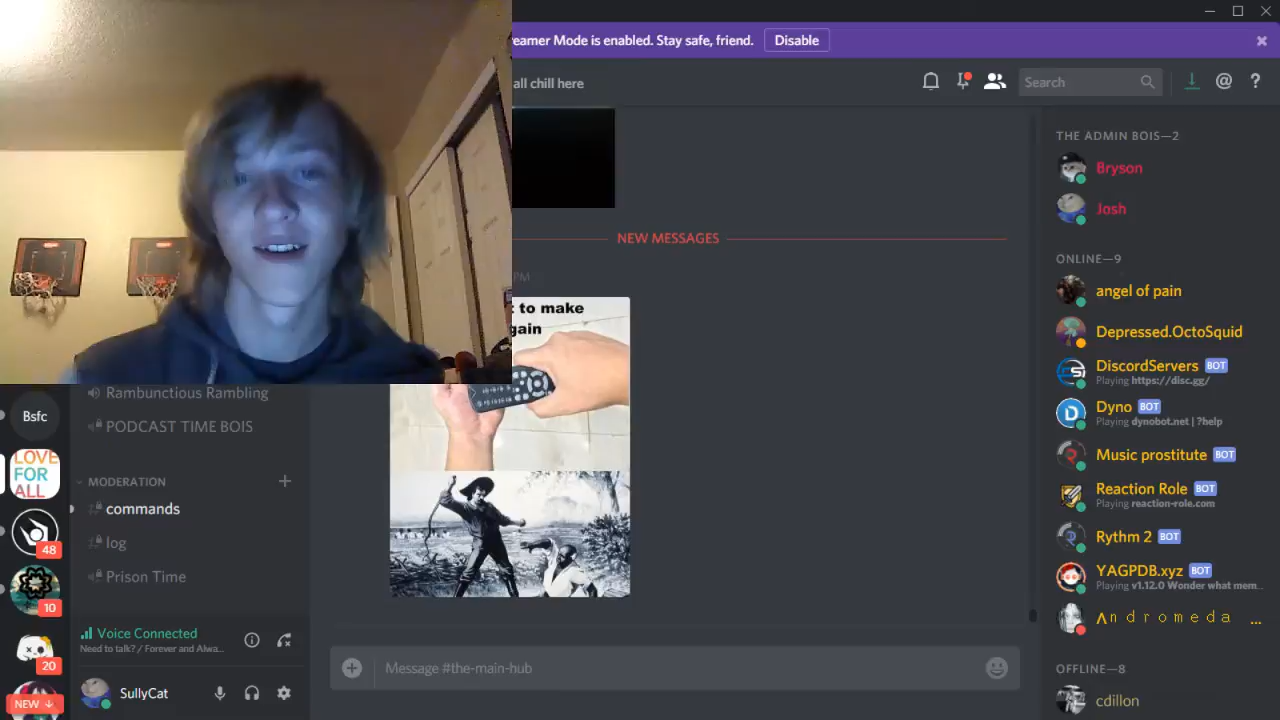 reamer Mode is enabled. Stay safe, friend.
Disable
all chill here
Search
NEW MESSAGES
PM
t to make
gain
Rambunctious Rambling
PODCAST TIME BOIS
MODERATION
commands
log
Prison Time
Voice Connected
Need to talk? / Forever and Alwa...
SullyCat
Bsfc
LOVE
FOR
ALL
48
10
20
NEW
Message #the-main-hub
THE ADMIN BOIS—2
Bryson
Josh
ONLINE—9
angel of pain
Depressed.OctoSquid
DiscordServers BOT
Playing https://disc.gg/
Dyno BOT
Playing dynobot.net | ?help
Music prostitute BOT
Reaction Role BOT
Playing reaction-role.com
Rythm 2 BOT
YAGPDB.xyz BOT
Playing v1.12.0 Wonder what mem...
Λndromeda ...
OFFLINE—8
cdillon